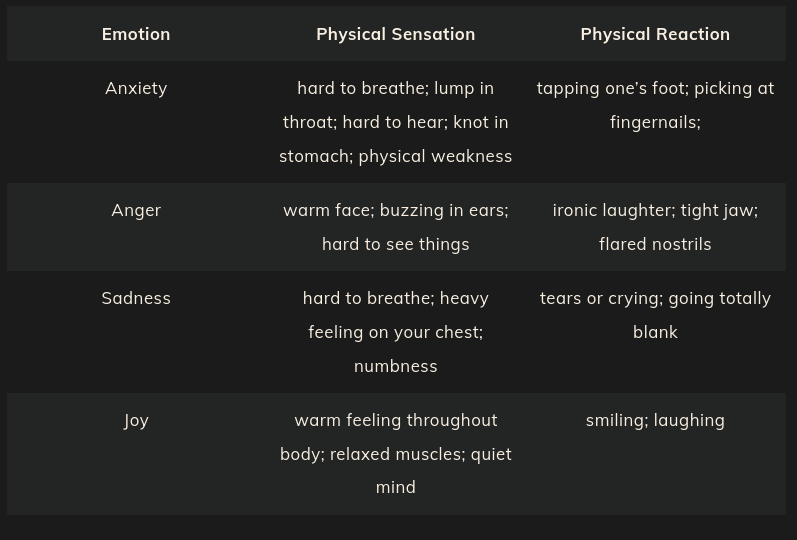 Emotion Physical Sensation Physical Reaction
Anxiety
hard to breathe; lump in
throat; hard to hear; knot in
stomach; physical weakness
tapping one's foot; picking at
fingernails;
Anger
warm face; buzzing in ears;
hard to see things
ironic laughter; tight jaw;
flared nostrils
Sadness
hard to breathe; heavy
feeling on your chest;
numbness
tears or crying; going totally
blank
Joy
warm feeling throughout
body; relaxed muscles; quiet
mind
smiling; laughing